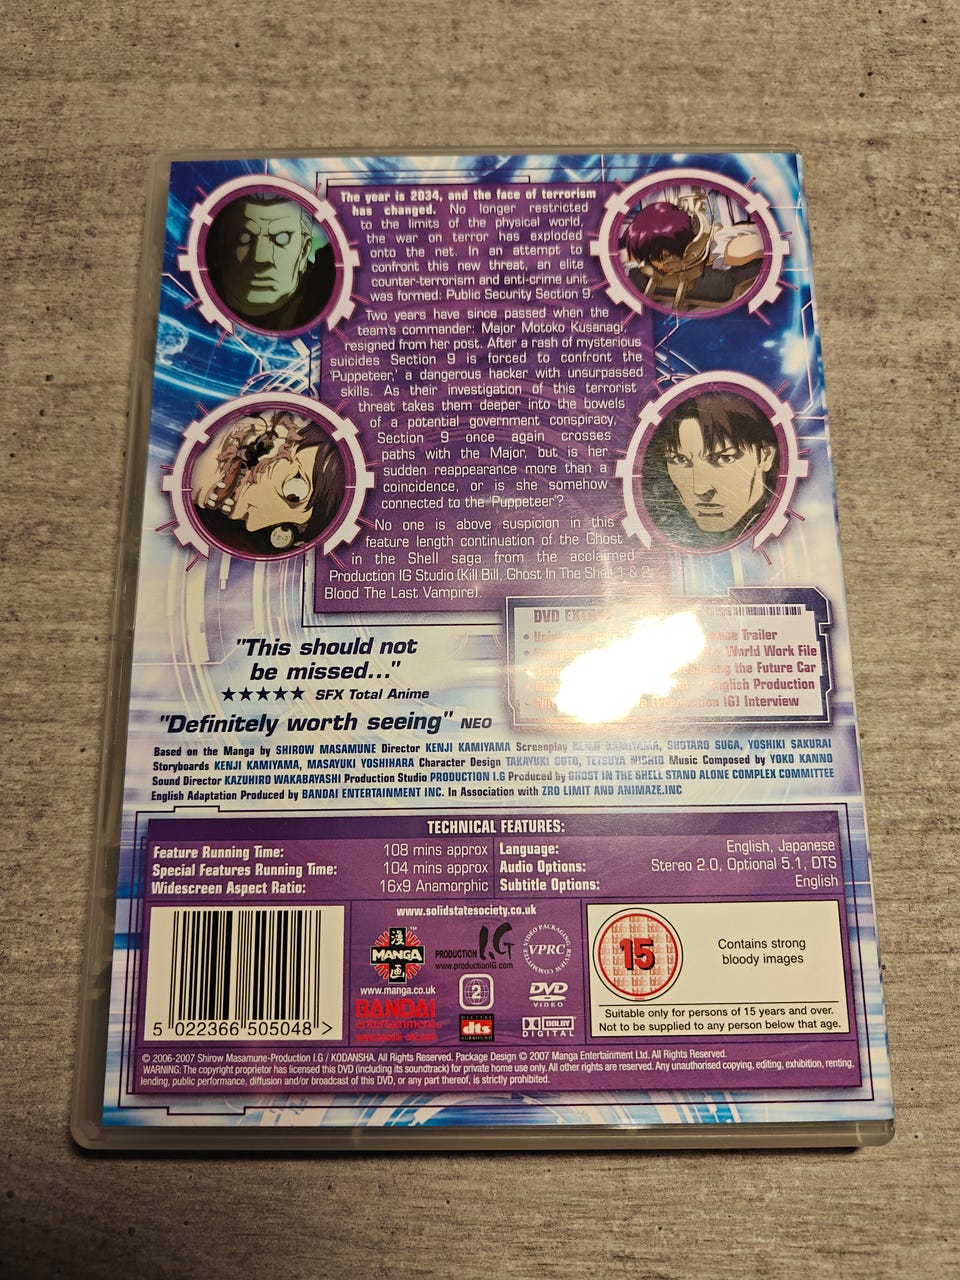 The year is 2034, and the face of terrorism
has changed. No longer restricted
to the limits of the physical world,
the war on terror has exploded
onto the net. In an attempt to
confront this new threat, an elite
counter-terrorism and anti-crime unit
was formed: Public Security Section 9.
Two years have since passed when the
team's commander: Major Motoko Kusanagi,
resigned from her post. After a rash of mysterious
suicides Section 9 is forced to confront the
'Puppeteer,' a dangerous hacker with unsurpassed
skills. As their investigation of this terrorist
threat takes them deeper into the bowels
of a potential government conspiracy,
Section 9 once again crosses
paths with the Major, but is her
sudden reappearance more than a
coincidence, or is she somehow
connected to the 'Puppeteer'?
No one is above suspicion in this
feature length continuation of the Ghost
in the Shell saga from the acclaimed
Production IG Studio (Kill Bill, Ghost In The Shell 1 & 2
Blood The Last Vampire).
DVD
Trailer
World Work File
the Future Car
English Production
IG) Interview
"This should not
be missed..."
★★★★★ SFX Total Anime
"Definitely worth seeing" NEO
Based on the Manga by SHIROW MASAMUNE Director KENJI KAMIYAMA Screenplay KENJI KAMIYAMA, SHOTARO SUGA, YOSHIKI SAKURAI
Storyboards KENJI KAMIYAMA, MASAYUKI YOSHIHARA Character Design TAKAYUKI GOTO, TETSUYA NISHIO Music Composed by YOKO KANNO
Sound Director KAZUHIRO WAKABAYASHI Production Studio PRODUCTION I.G Produced by GHOST IN THE SHELL STAND ALONE COMPLEX COMMITTEE
English Adaptation Produced by BANDAI ENTERTAINMENT INC. In Association with ZRO LIMIT AND ANIMAZE.INC
TECHNICAL FEATURES:
Feature Running Time: 108 mins approx
Special Features Running Time: 104 mins approx
Widescreen Aspect Ratio: 16x9 Anamorphic
Language: English, Japanese
Audio Options: Stereo 2.0, Optional 5.1, DTS
Subtitle Options: English
5 022366 505048 >
www.solidstatesociety.co.uk
漫
MANGA
画
TM
www.manga.co.uk
PRODUCTION I.G
www.productionIG.com
VIDEO PACKAGING REVIEW COMMITTEE
VPRC
BANDAI
entertainment
2
DVD
VIDEO
DIGITAL
dts
SURROUND
DOLBY
DIGITAL
15
Contains strong
bloody images
Suitable only for persons of 15 years and over.
Not to be supplied to any person below that age.
© 2006-2007 Shirow Masamune-Production I.G / KODANSHA. All Rights Reserved. Package Design © 2007 Manga Entertainment Ltd. All Rights Reserved.
WARNING: The copyright proprietor has licensed this DVD (including its soundtrack) for private home use only. All other rights are reserved. Any unauthorised copying, editing, exhibition, renting,
lending, public performance, diffusion and/or broadcast of this DVD, or any part thereof, is strictly prohibited.